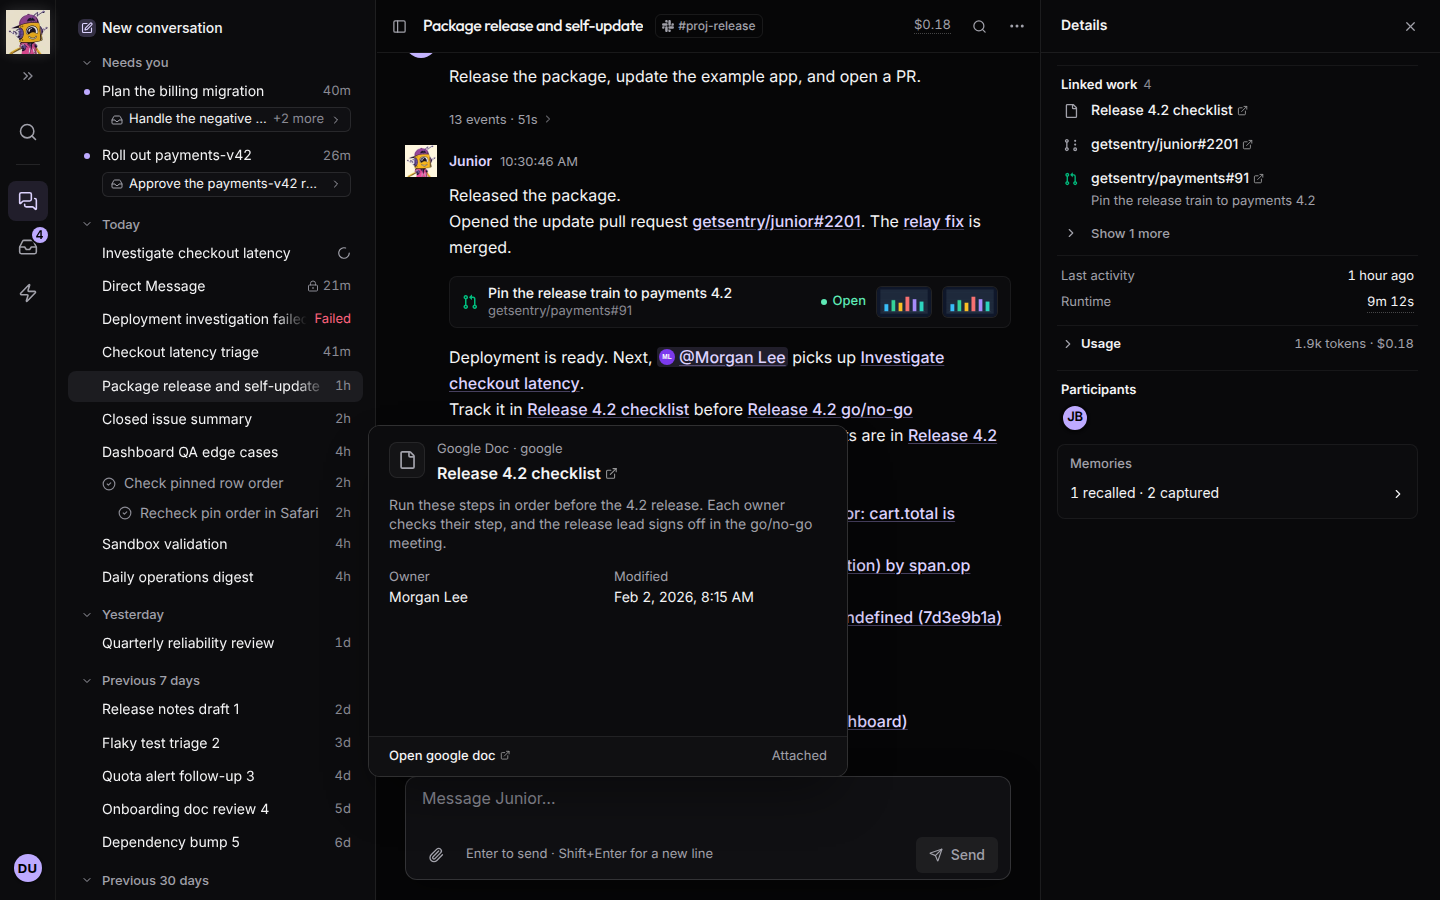 New conversation
Needs you
Plan the billing migration 40m
Handle the negative ... +2 more
Roll out payments-v42 26m
Approve the payments-v42 r...
Today
Investigate checkout latency
Direct Message 21m
Deployment investigation failed Failed
Checkout latency triage 41m
Package release and self-update 1h
Closed issue summary 2h
Dashboard QA edge cases 4h
Check pinned row order 2h
Recheck pin order in Safari 2h
Sandbox validation 4h
Daily operations digest 4h
Yesterday
Quarterly reliability review 1d
Previous 7 days
Release notes draft 1 2d
Flaky test triage 2 3d
Quota alert follow-up 3 4d
Onboarding doc review 4 5d
Dependency bump 5 6d
Previous 30 days
4
DU
Package release and self-update #proj-release $0.18
Release the package, update the example app, and open a PR.
13 events · 51s
Junior 10:30:46 AM
Released the package.
Opened the update pull request getsentry/junior#2201. The relay fix is
merged.
Pin the release train to payments 4.2
getsentry/payments#91
Open
Deployment is ready. Next, ML @Morgan Lee picks up Investigate
checkout latency.
Track it in Release 4.2 checklist before Release 4.2 go/no-go
s are in Release 4.2
or: cart.total is
tion) by span.op
ndefined (7d3e9b1a)
hboard)
Google Doc · google
Release 4.2 checklist
Run these steps in order before the 4.2 release. Each owner
checks their step, and the release lead signs off in the go/no-go
meeting.
Owner Modified
Morgan Lee Feb 2, 2026, 8:15 AM
Open google doc Attached
Message Junior...
Enter to send · Shift+Enter for a new line
Send
Details
Linked work 4
Release 4.2 checklist
getsentry/junior#2201
getsentry/payments#91
Pin the release train to payments 4.2
Show 1 more
Last activity 1 hour ago
Runtime 9m 12s
Usage 1.9k tokens · $0.18
Participants
JB
Memories
1 recalled · 2 captured